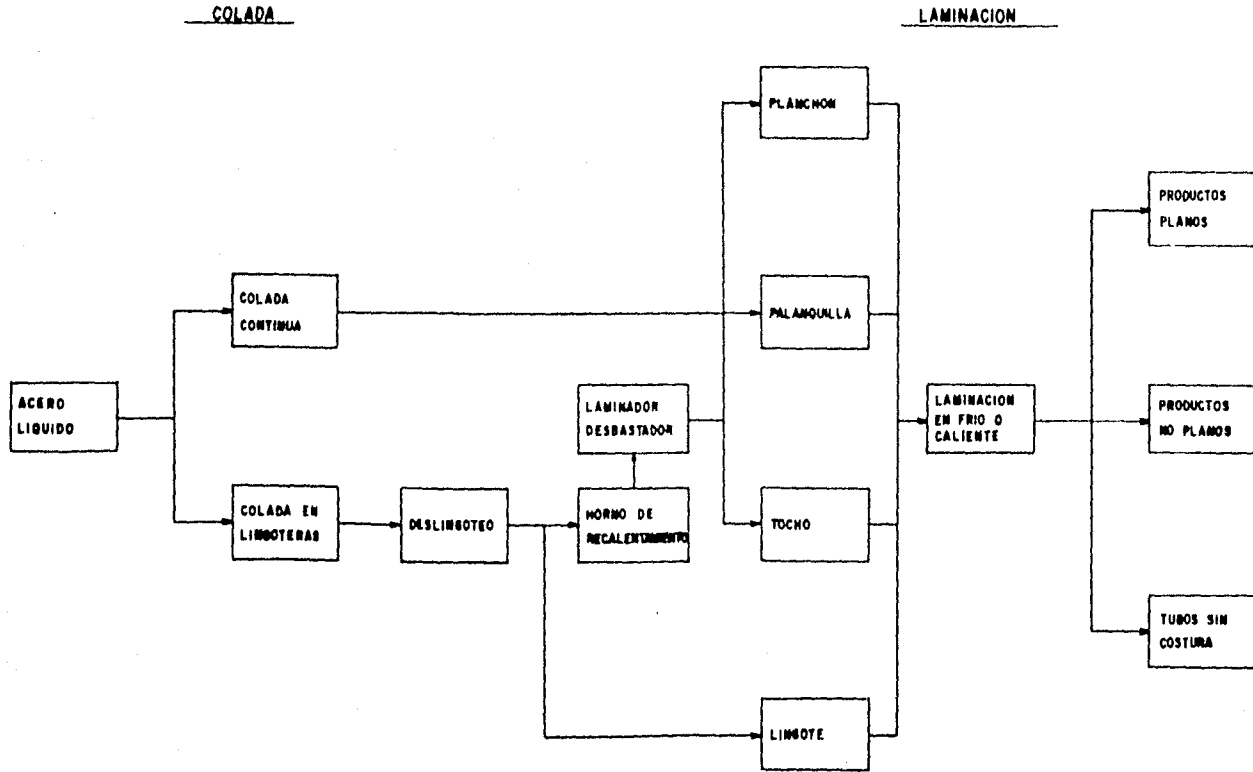 COLADA
LAMINACION
PLANCHON
PRODUCTOS
PLANOS
COLADA
CONTINUA
PALANQUILLA
ACERO
LIQUIDO
LAMINADOR
DESBASTADOR
LAMINACION
EN FRIO O
CALIENTE
PRODUCTOS
NO PLANOS
COLADA EN
LINGOTERAS
DESLINGOTEO
HORNO DE
RECALENTAMIENTO
TOCHO
TUBOS SIN
COSTURA
LINGOTE